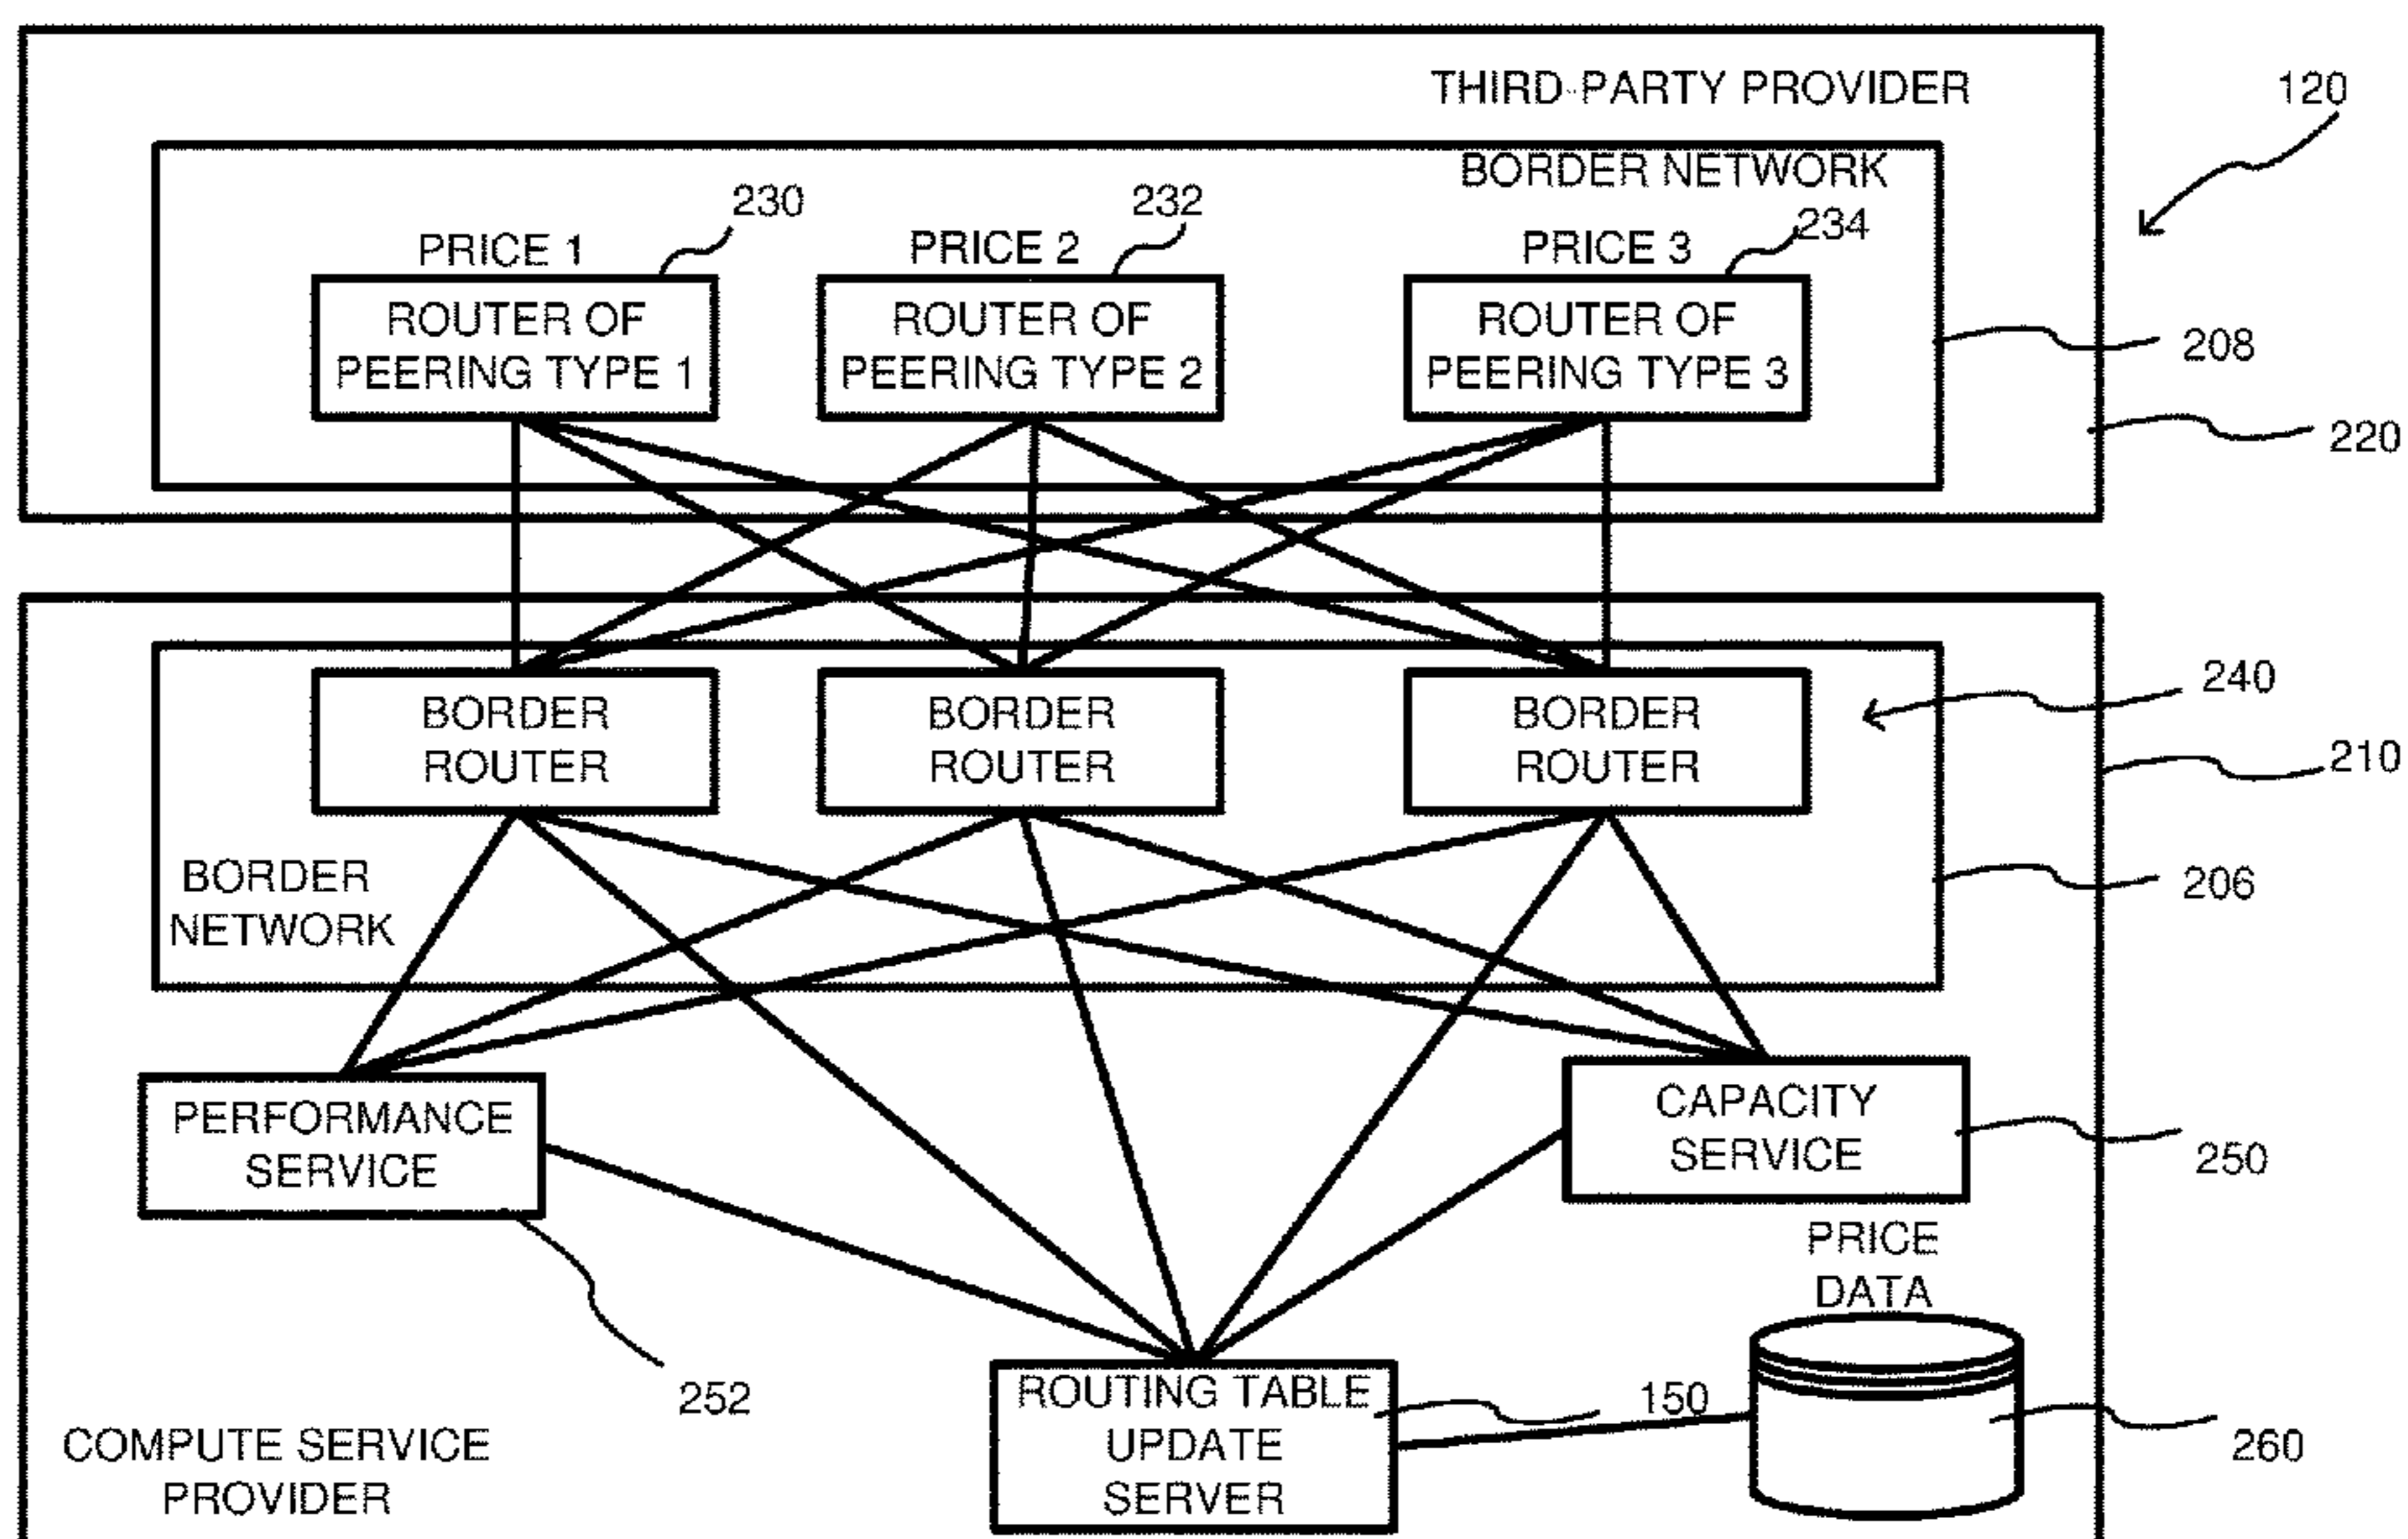 THIRD-PARTY PROVIDER
120
BORDER NETWORK
230
232
234
PRICE 1
PRICE 2
PRICE 3
ROUTER OF
PEERING TYPE 1
ROUTER OF
PEERING TYPE 2
ROUTER OF
PEERING TYPE 3
208
220
BORDER
ROUTER
BORDER
ROUTER
BORDER
ROUTER
240
210
BORDER
NETWORK
206
PERFORMANCE
SERVICE
CAPACITY
SERVICE
250
PRICE
DATA
252
ROUTING TABLE
UPDATE
SERVER
150
260
COMPUTE SERVICE
PROVIDER